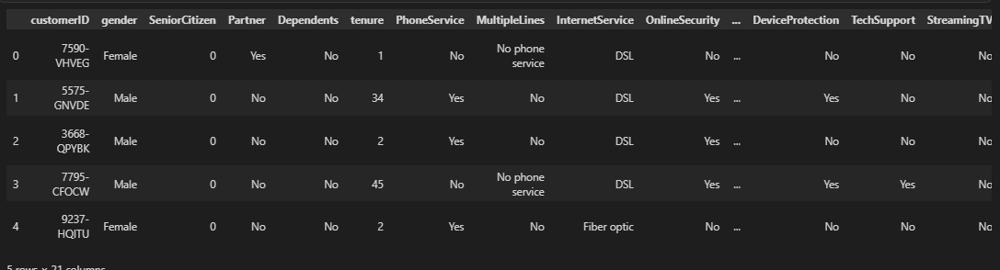 customerID gender SeniorCitizen Partner Dependents tenure PhoneService MultipleLines InternetService OnlineSecurity ... DeviceProtection TechSupport StreamingTV
0 7590-VHVEG Female 0 Yes No 1 No No phone service DSL No ... No No No
1 5575-GNVDE Male 0 No No 34 Yes No DSL Yes ... Yes No No
2 3668-QPYBK Male 0 No No 2 Yes No DSL Yes ... No No No
3 7795-CFOCW Male 0 No No 45 No No phone service DSL Yes ... Yes Yes No
4 9237-HQITU Female 0 No No 2 Yes No Fiber optic No ... No No No
5 rows × 21 columns